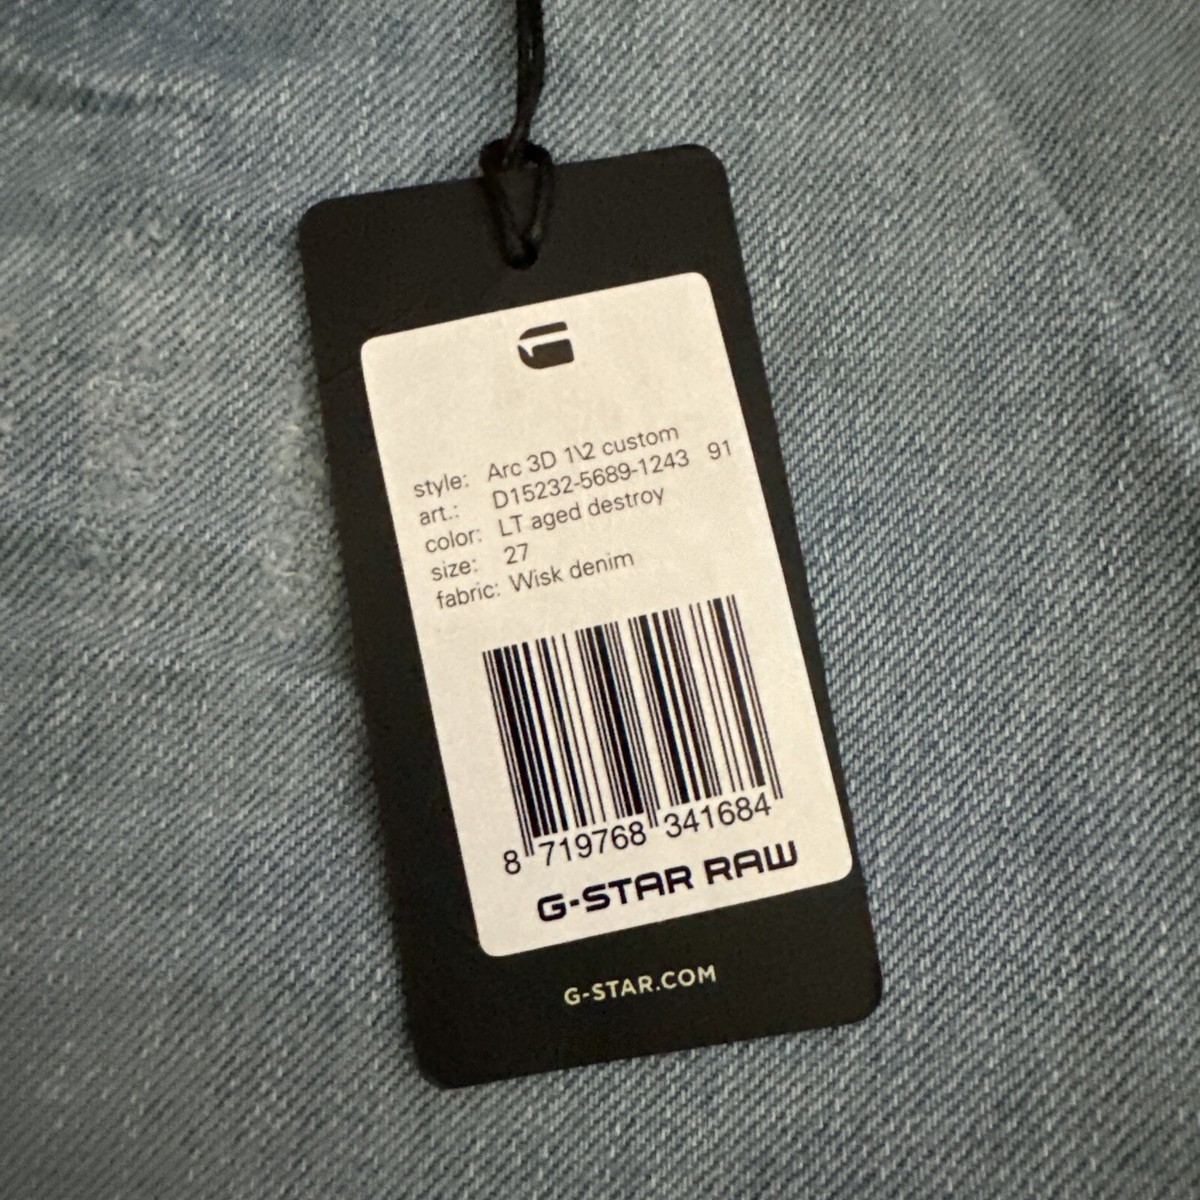 style: Arc 3D 1\2 custom
art.: D15232-5689-1243 91
color: LT aged destroy
size: 27
fabric: Wisk denim
8 719768 341684
G-STAR RAW
G-STAR.COM